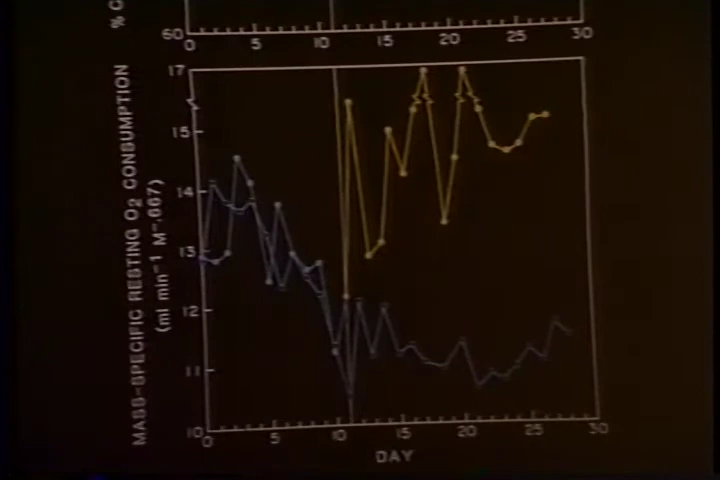 % C
60
0 5 10 15 20 25 30
MASS-SPECIFIC RESTING O2 CONSUMPTION
(ml min-1 M-.667)
17
15
14
13
12
11
10
0 5 10 15 20 25 30
DAY